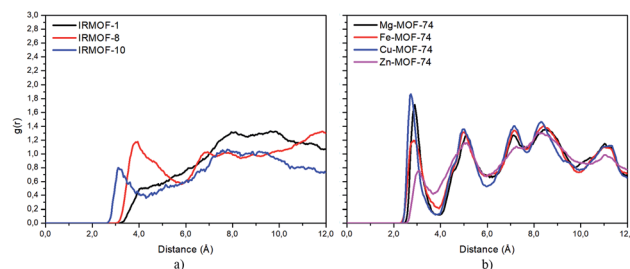 IRMOF-1
IRMOF-8
IRMOF-10
g(r)
3,0
2,8
2,6
2,4
2,2
2,0
1,8
1,6
1,4
1,2
1,0
0,8
0,6
0,4
0,2
0,0
0,0 2,0 4,0 6,0 8,0 10,0 12,0
Distance (Å)
a)
Mg-MOF-74
Fe-MOF-74
Cu-MOF-74
Zn-MOF-74
0,0 2,0 4,0 6,0 8,0 10,0 12,0
Distance (Å)
b)